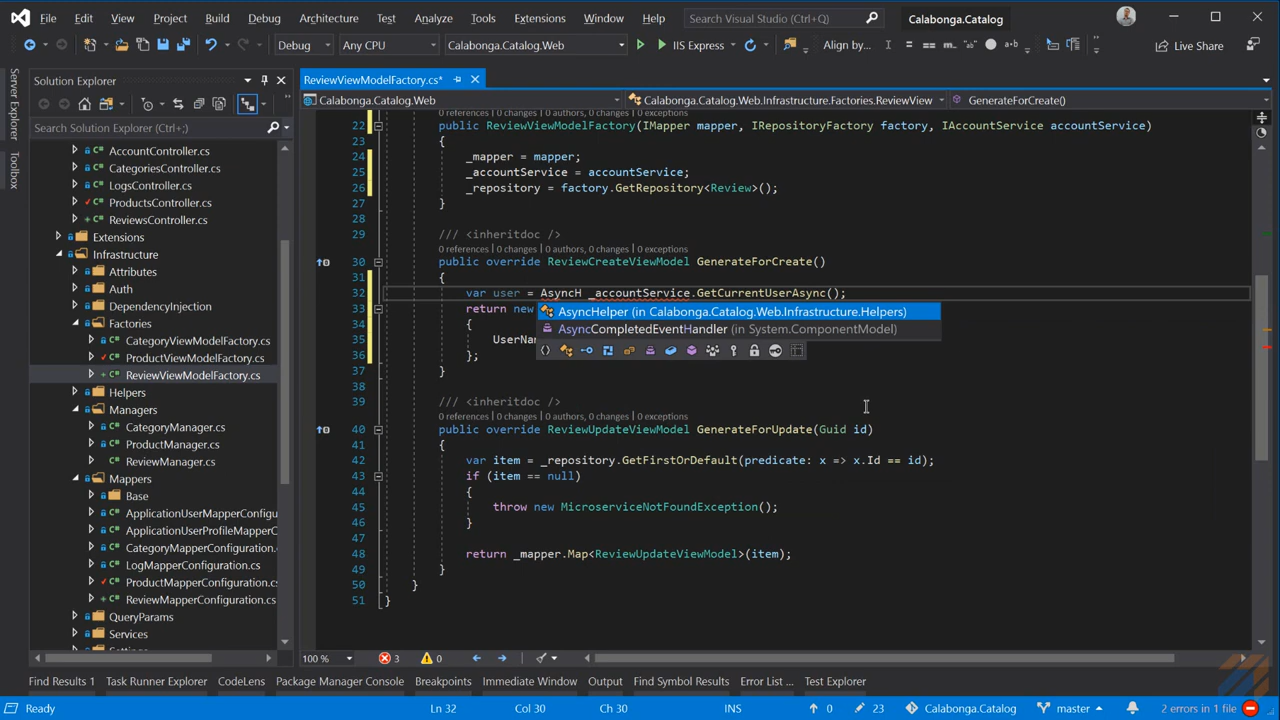 File Edit View Project Build Debug Architecture Test Analyze Tools Extensions Window Help Search Visual Studio (Ctrl+Q) Calabonga.Catalog
Debug Any CPU Calabonga.Catalog.Web IIS Express Align by... Live Share
Server Explorer
Toolbox
Solution Explorer
Search Solution Explorer (Ctrl+;)
AccountController.cs
CategoriesController.cs
LogsController.cs
ProductsController.cs
ReviewsController.cs
Extensions
Infrastructure
Attributes
Auth
DependencyInjection
Factories
CategoryViewModelFactory.cs
ProductViewModelFactory.cs
ReviewViewModelFactory.cs
Helpers
Managers
CategoryManager.cs
ProductManager.cs
ReviewManager.cs
Mappers
Base
ApplicationUserMapperConfigu
ApplicationUserProfileMapperC
CategoryMapperConfiguration.
LogMapperConfiguration.cs
ProductMapperConfiguration.cs
ReviewMapperConfiguration.cs
QueryParams
Services
ReviewViewModelFactory.cs*
Calabonga.Catalog.Web Calabonga.Catalog.Web.Infrastructure.Factories.ReviewView GenerateForCreate()
0 references | 0 changes | 0 authors, 0 changes | 0 exceptions
22 public ReviewViewModelFactory(IMapper mapper, IRepositoryFactory factory, IAccountService accountService)
23 {
24 _mapper = mapper;
25 _accountService = accountService;
26 _repository = factory.GetRepository<Review>();
27 }
28
29 /// <inheritdoc />
0 references | 0 changes | 0 authors, 0 changes | 0 exceptions
30 public override ReviewCreateViewModel GenerateForCreate()
31 {
32 var user = AsyncH _accountService.GetCurrentUserAsync();
33 return new
AsyncHelper (in Calabonga.Catalog.Web.Infrastructure.Helpers)
34 {
AsyncCompletedEventHandler (in System.ComponentModel)
35 UserNa
36 };
37 }
38
39 /// <inheritdoc />
0 references | 0 changes | 0 authors, 0 changes | 0 exceptions
40 public override ReviewUpdateViewModel GenerateForUpdate(Guid id)
41 {
42 var item = _repository.GetFirstOrDefault(predicate: x => x.Id == id);
43 if (item == null)
44 {
45 throw new MicroserviceNotFoundException();
46 }
47
48 return _mapper.Map<ReviewUpdateViewModel>(item);
49 }
50 }
51 }
100 % 3 0
Find Results 1 Task Runner Explorer CodeLens Package Manager Console Breakpoints Immediate Window Output Find Symbol Results Error List ... Test Explorer
Ready Ln 32 Col 30 Ch 30 INS 0 23 Calabonga.Catalog master 2 errors in 1 file